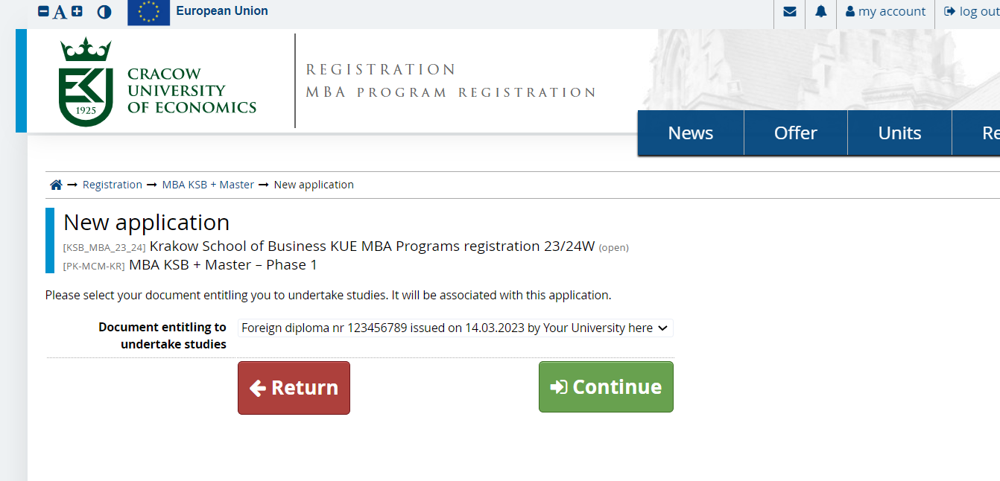 A European Union my account log out
CRACOW
UNIVERSITY
OF ECONOMICS
1925
REGISTRATION
MBA PROGRAM REGISTRATION
News Offer Units Re
Registration → MBA KSB + Master → New application
New application
[KSB_MBA_23_24] Krakow School of Business KUE MBA Programs registration 23/24W (open)
[PK-MCM-KR] MBA KSB + Master – Phase 1
Please select your document entitling you to undertake studies. It will be associated with this application.
Document entitling to
undertake studies
Foreign diploma nr 123456789 issued on 14.03.2023 by Your University here
Return Continue